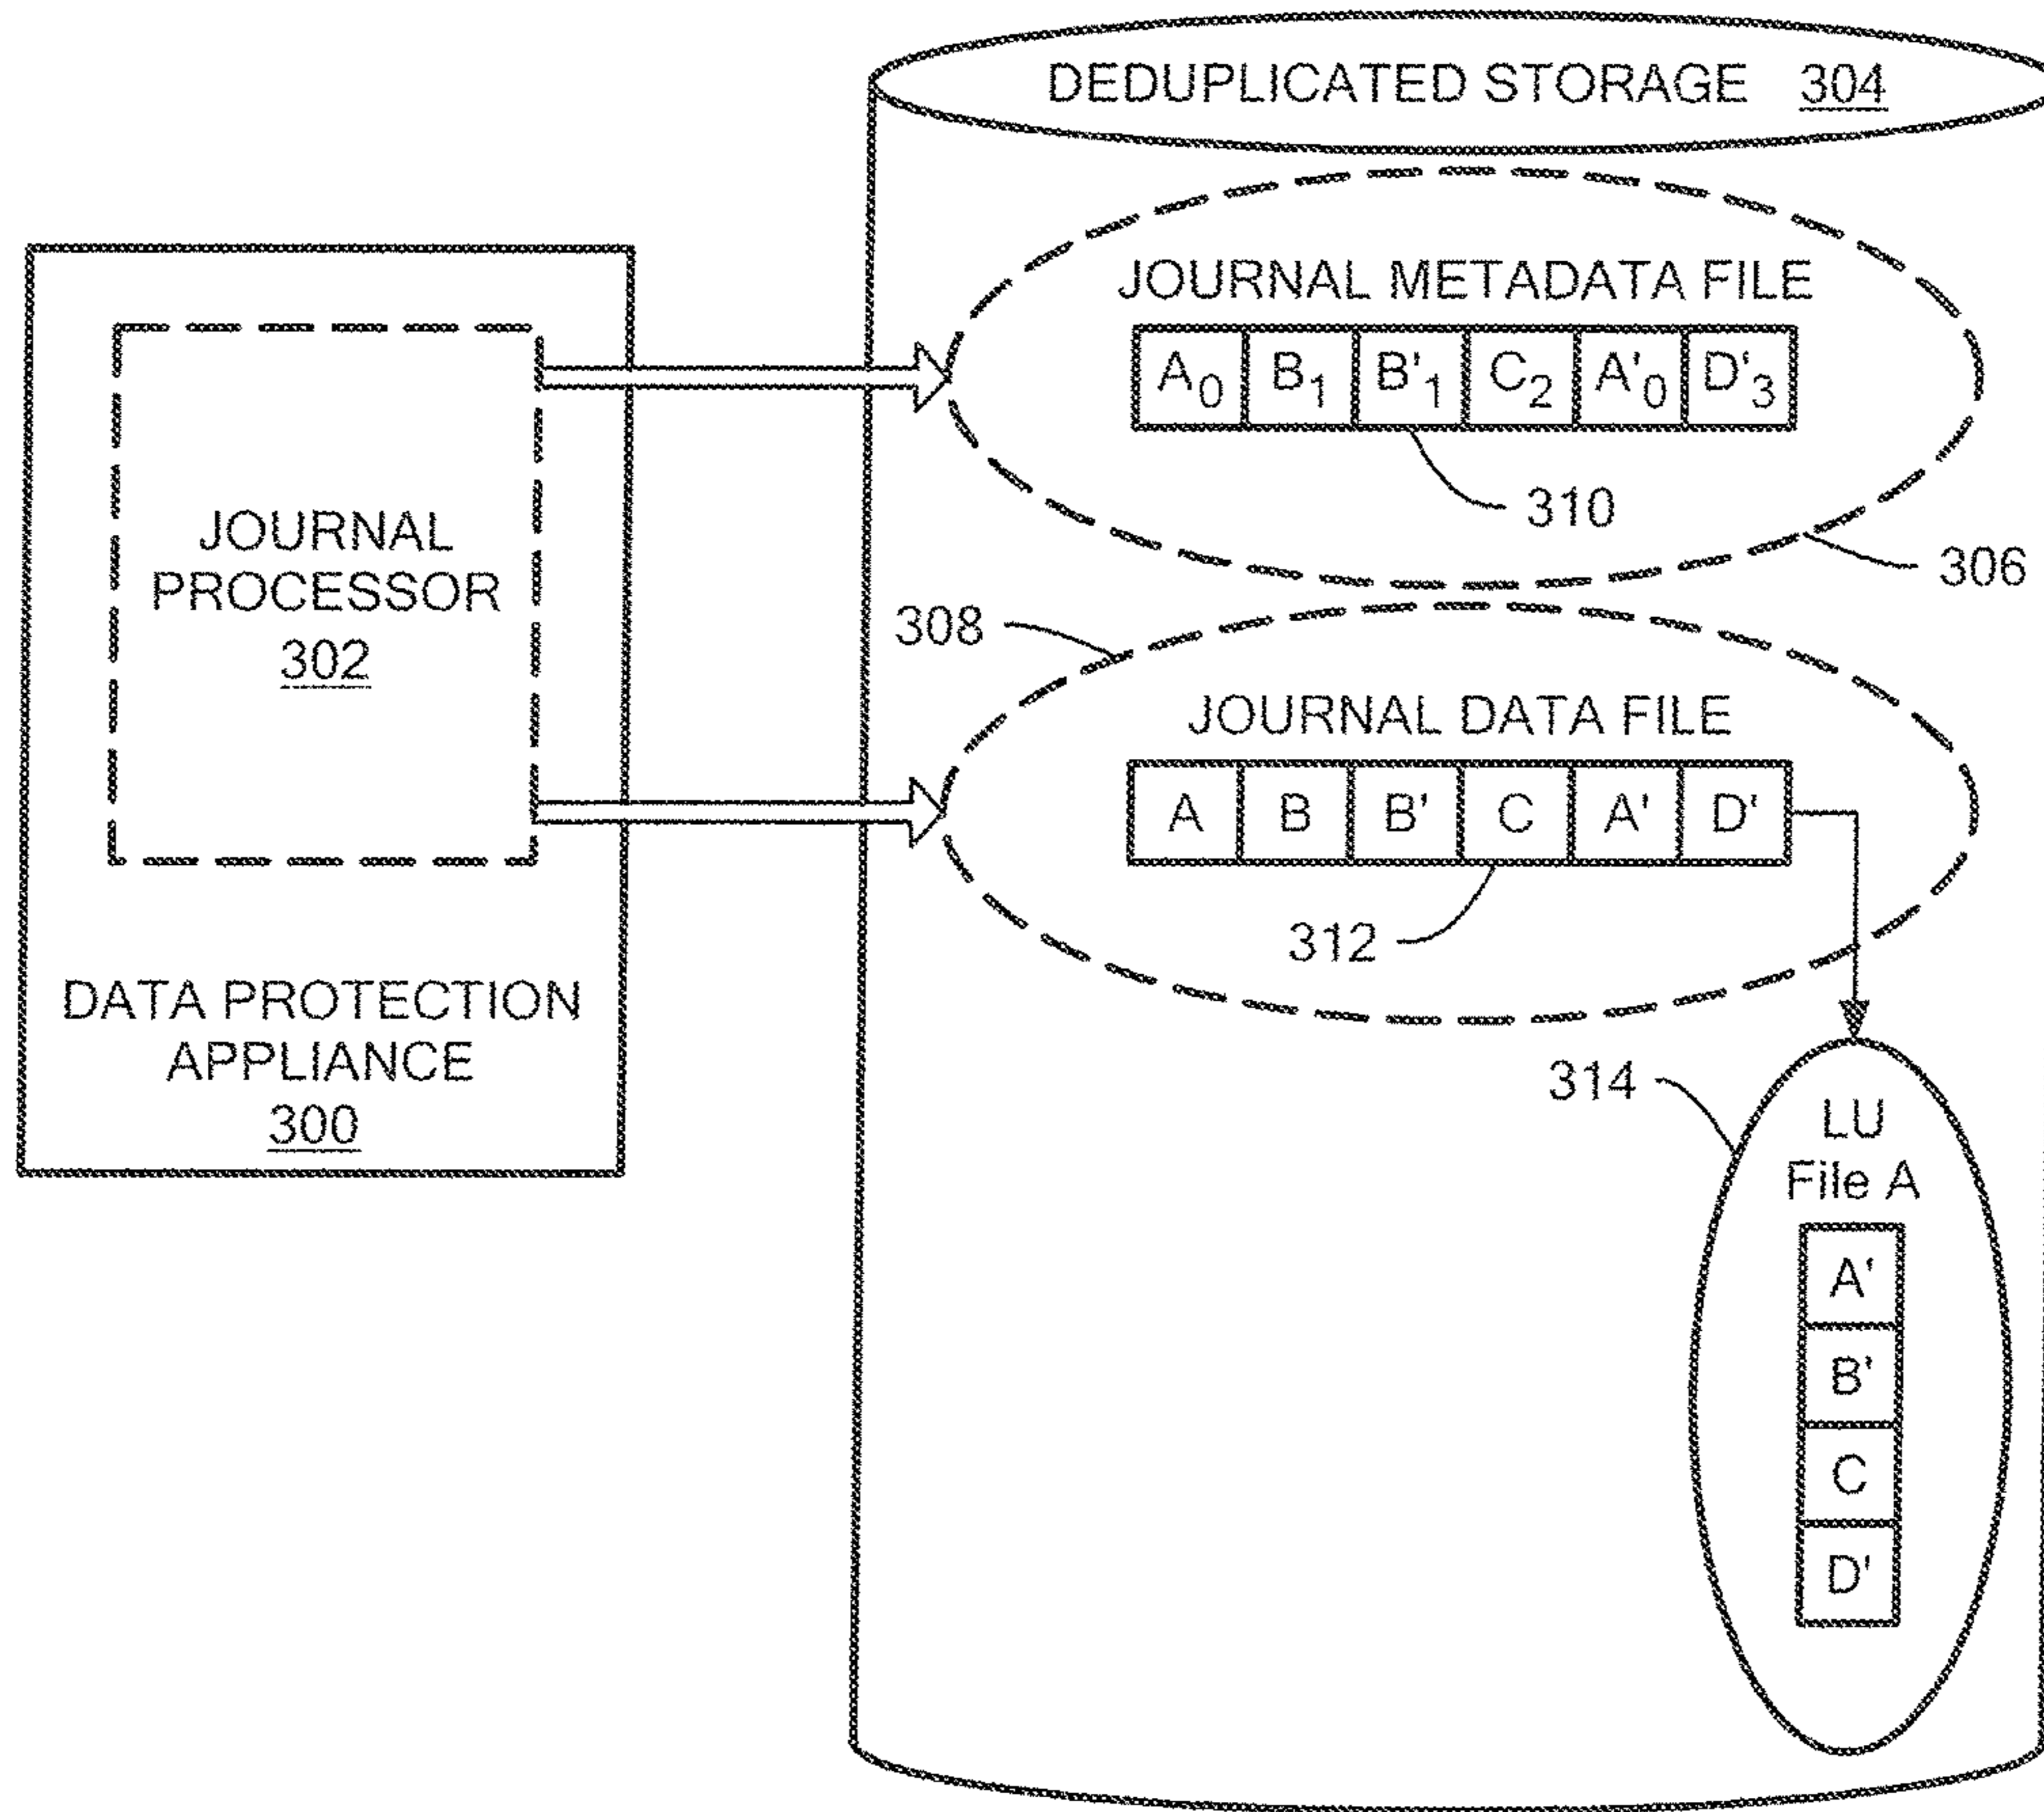 DEDUPLICATED STORAGE 304
JOURNAL METADATA FILE
A₀ B₁ B'₁ C₂ A'₀ D'₃
310
306
JOURNAL
PROCESSOR
302
308
JOURNAL DATA FILE
A B B' C A' D'
312
DATA PROTECTION
APPLIANCE
300
314
LU
File A
A'
B'
C
D'